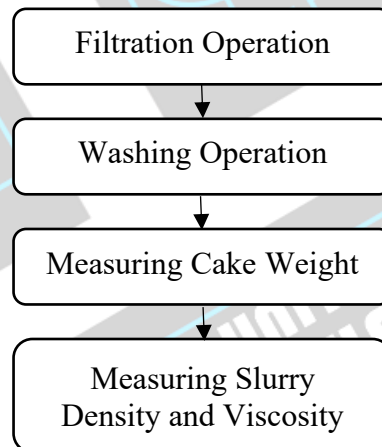 Filtration Operation
Washing Operation
Measuring Cake Weight
Measuring Slurry
Density and Viscosity